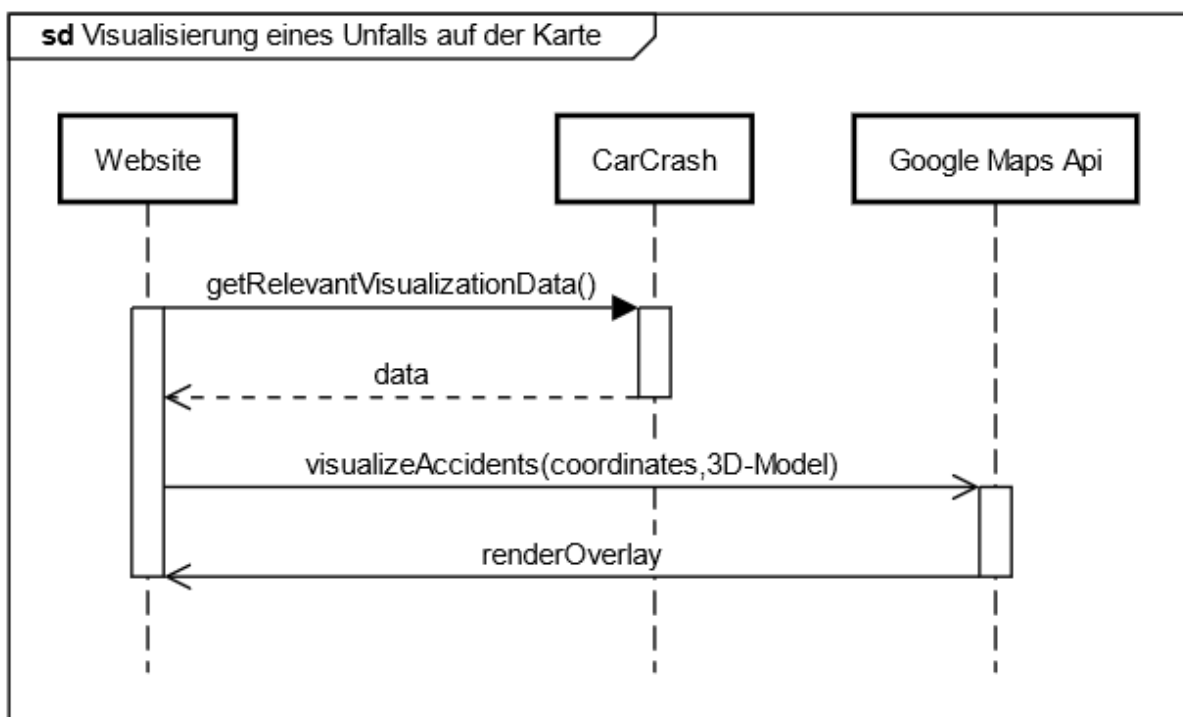 sd Visualisierung eines Unfalls auf der Karte
Website
CarCrash
Google Maps Api
getRelevantVisualizationData()
data
visualizeAccidents(coordinates,3D-Model)
renderOverlay